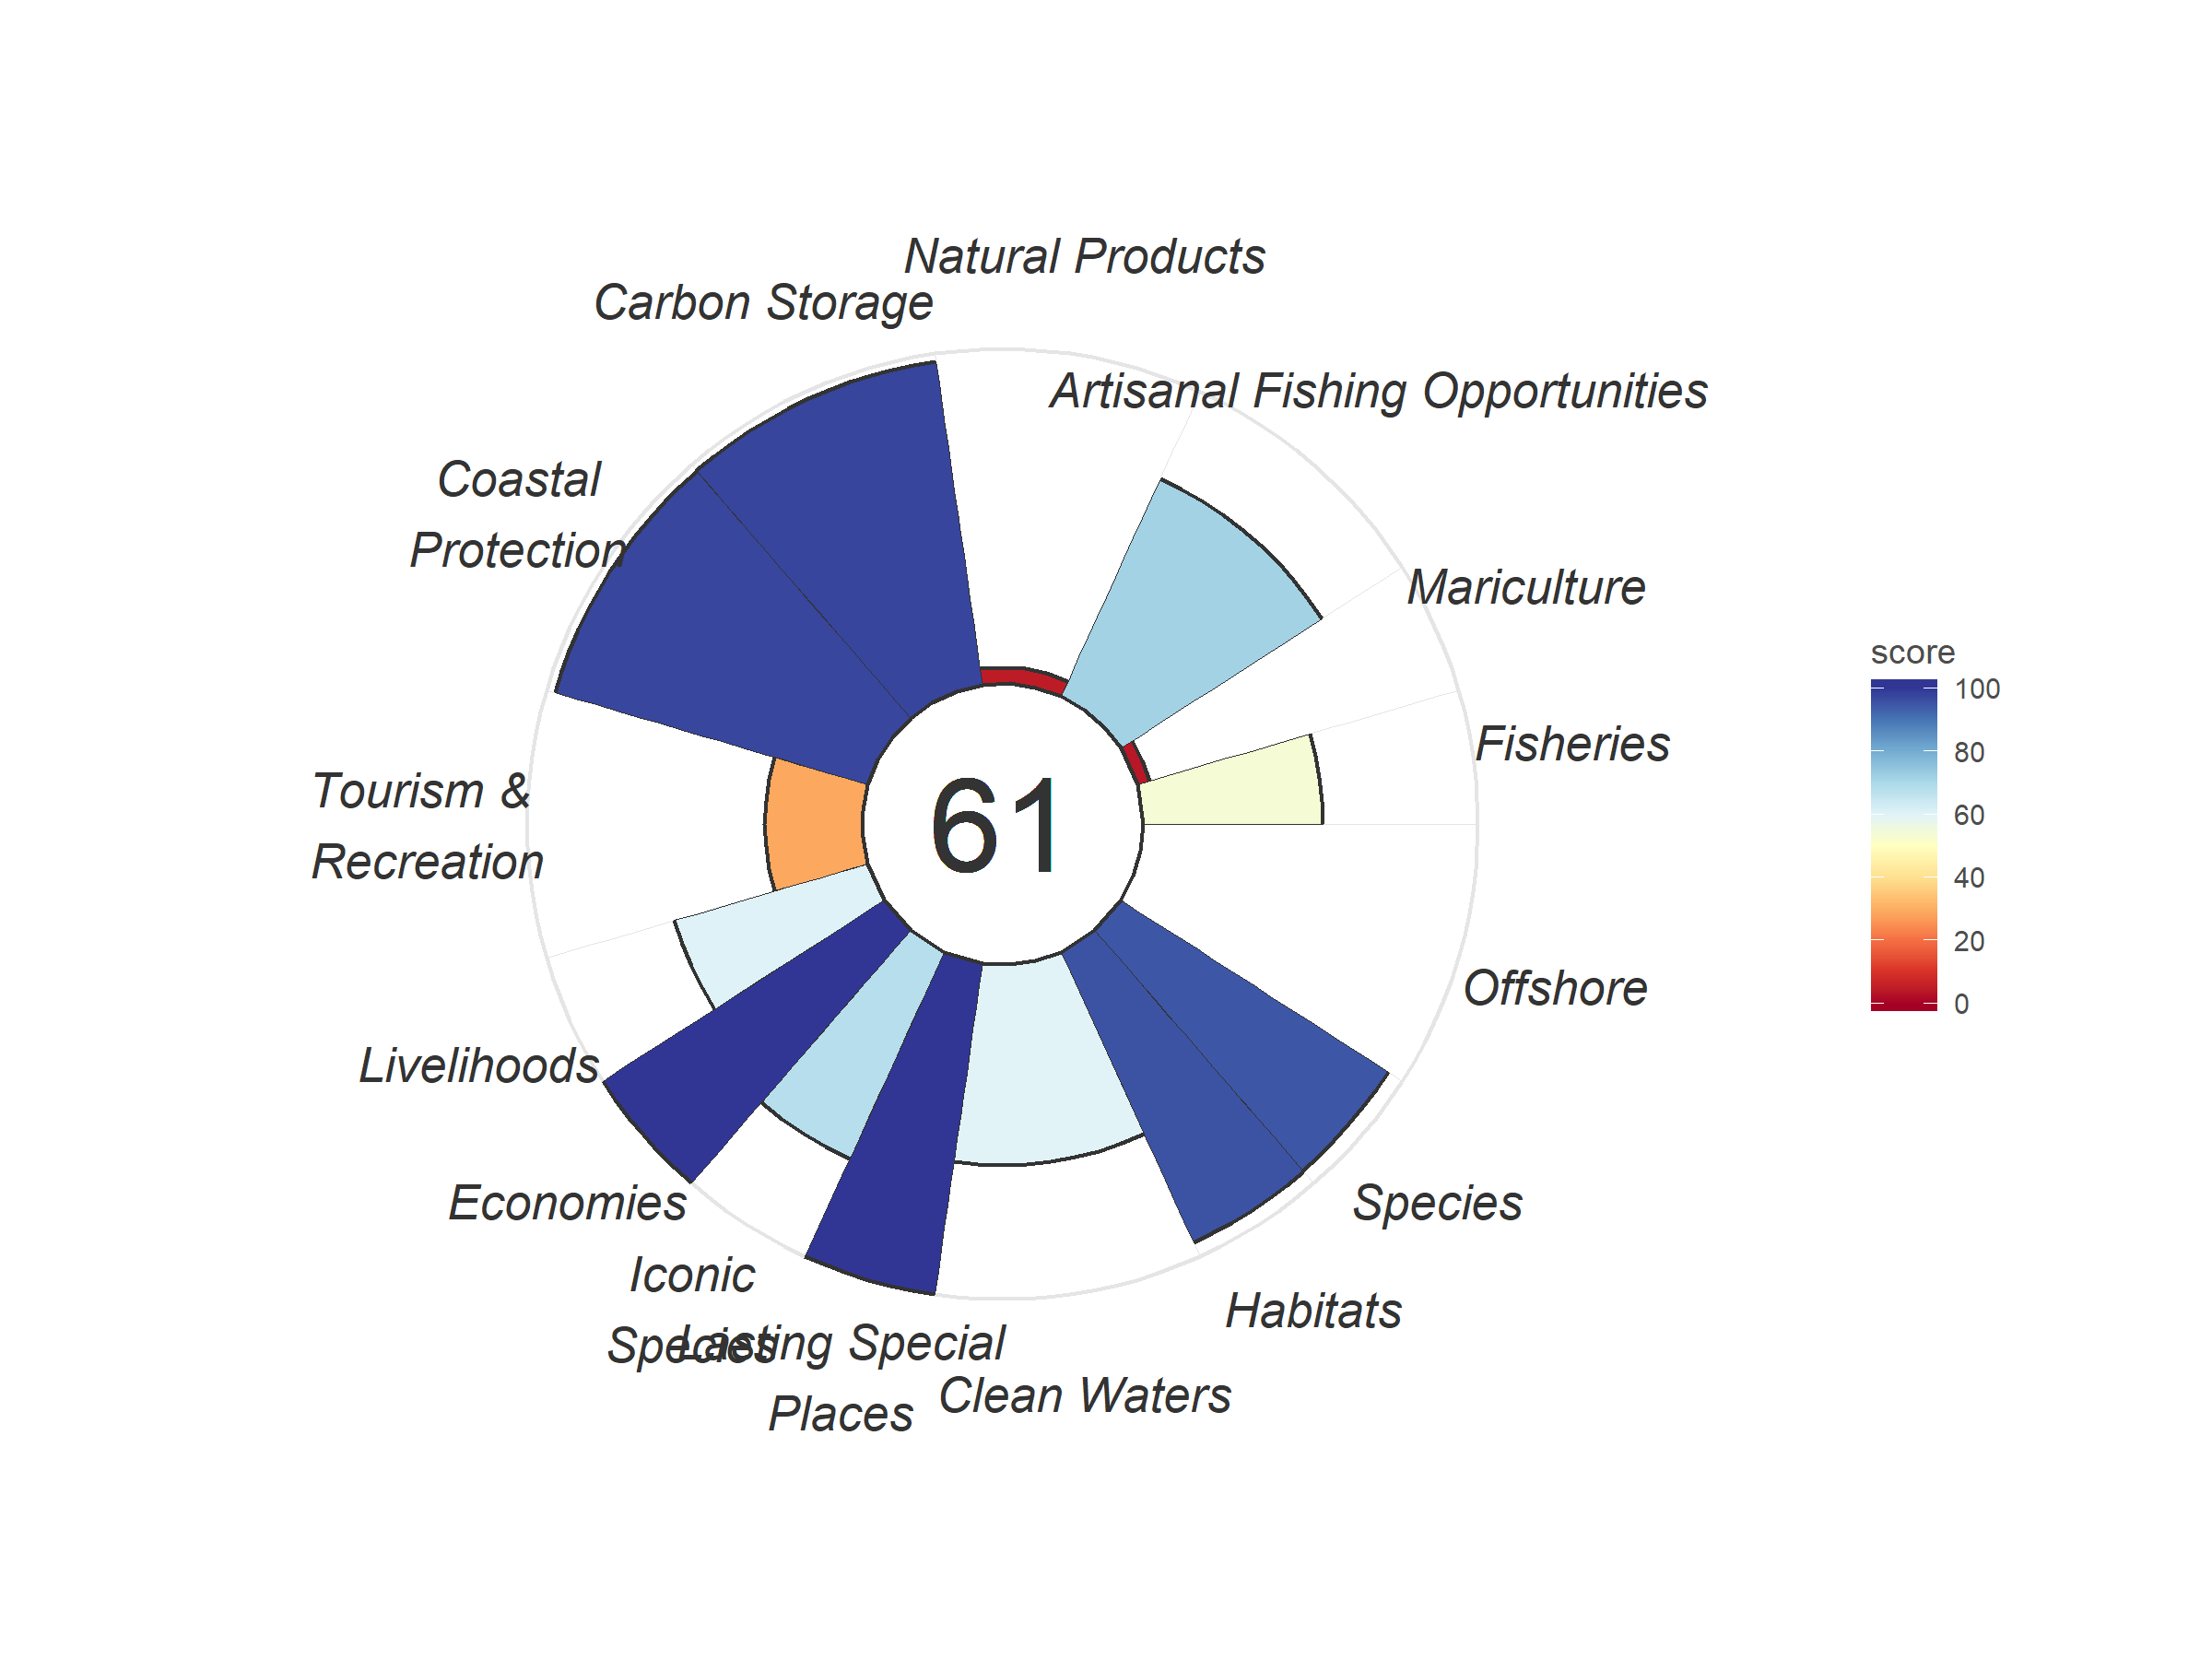 Natural Products
Carbon Storage
Artisanal Fishing Opportunities
Coastal
Protection
Mariculture
Fisheries
Tourism &
Recreation
61
Offshore
Livelihoods
Species
Economies
Iconic
Species
Habitats
Lasting Special
Places
Clean Waters
score
100
80
60
40
20
0